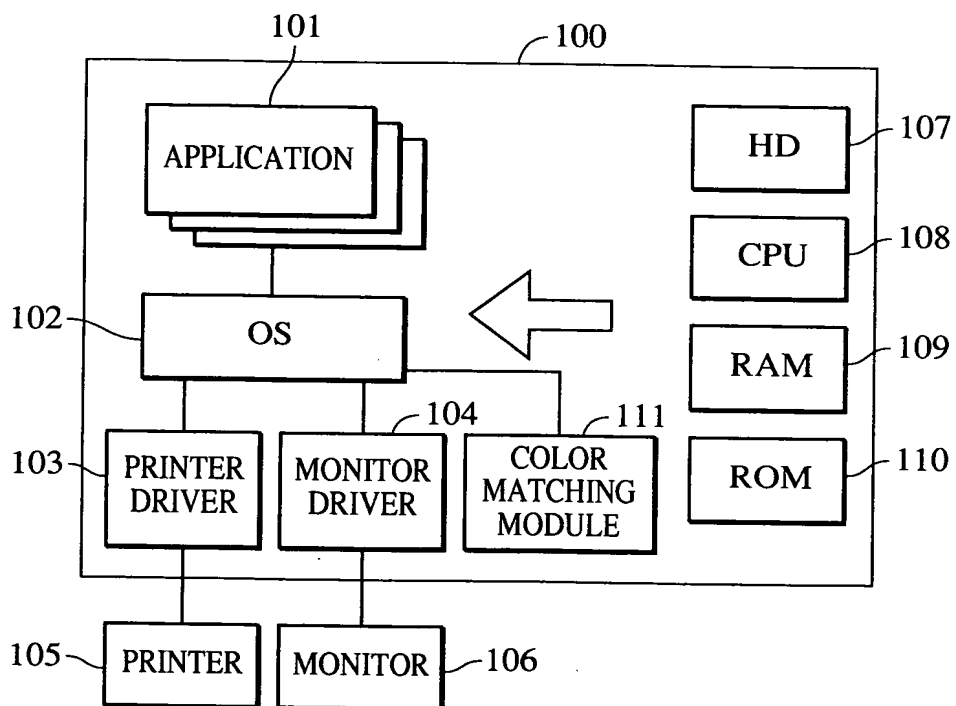 101
100
APPLICATION
HD
107
CPU
108
102
OS
RAM
109
104
111
103
PRINTER
DRIVER
MONITOR
DRIVER
COLOR
MATCHING
MODULE
ROM
110
105
PRINTER
MONITOR
106